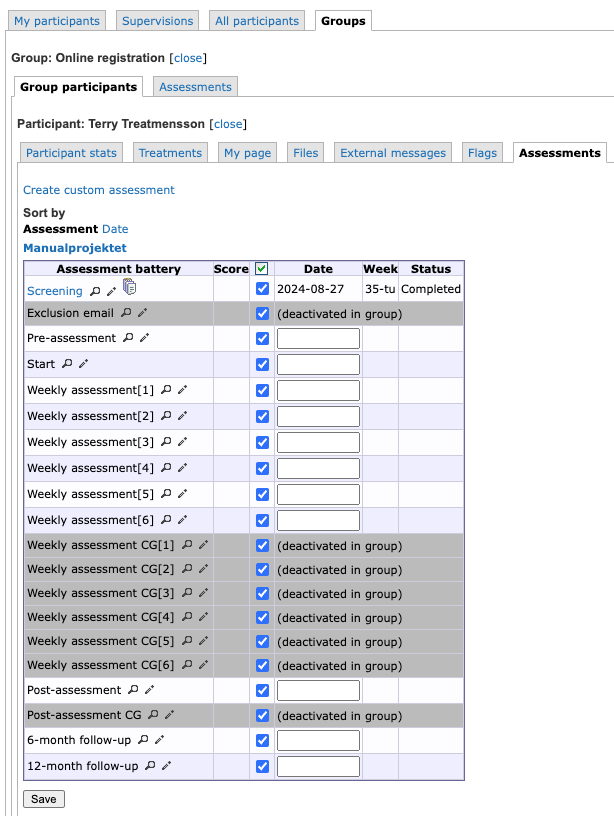 My participants Supervisions All participants Groups
Group: Online registration [close]
Group participants Assessments
Participant: Terry Treatmensson [close]
Participant stats Treatments My page Files External messages Flags Assessments
Create custom assessment
Sort by
Assessment Date
Manualprojektet
Assessment battery Score Date Week Status
Screening 2024-08-27 35-tu Completed
Exclusion email (deactivated in group)
Pre-assessment
Start
Weekly assessment[1]
Weekly assessment[2]
Weekly assessment[3]
Weekly assessment[4]
Weekly assessment[5]
Weekly assessment[6]
Weekly assessment CG[1] (deactivated in group)
Weekly assessment CG[2] (deactivated in group)
Weekly assessment CG[3] (deactivated in group)
Weekly assessment CG[4] (deactivated in group)
Weekly assessment CG[5] (deactivated in group)
Weekly assessment CG[6] (deactivated in group)
Post-assessment
Post-assessment CG (deactivated in group)
6-month follow-up
12-month follow-up
Save